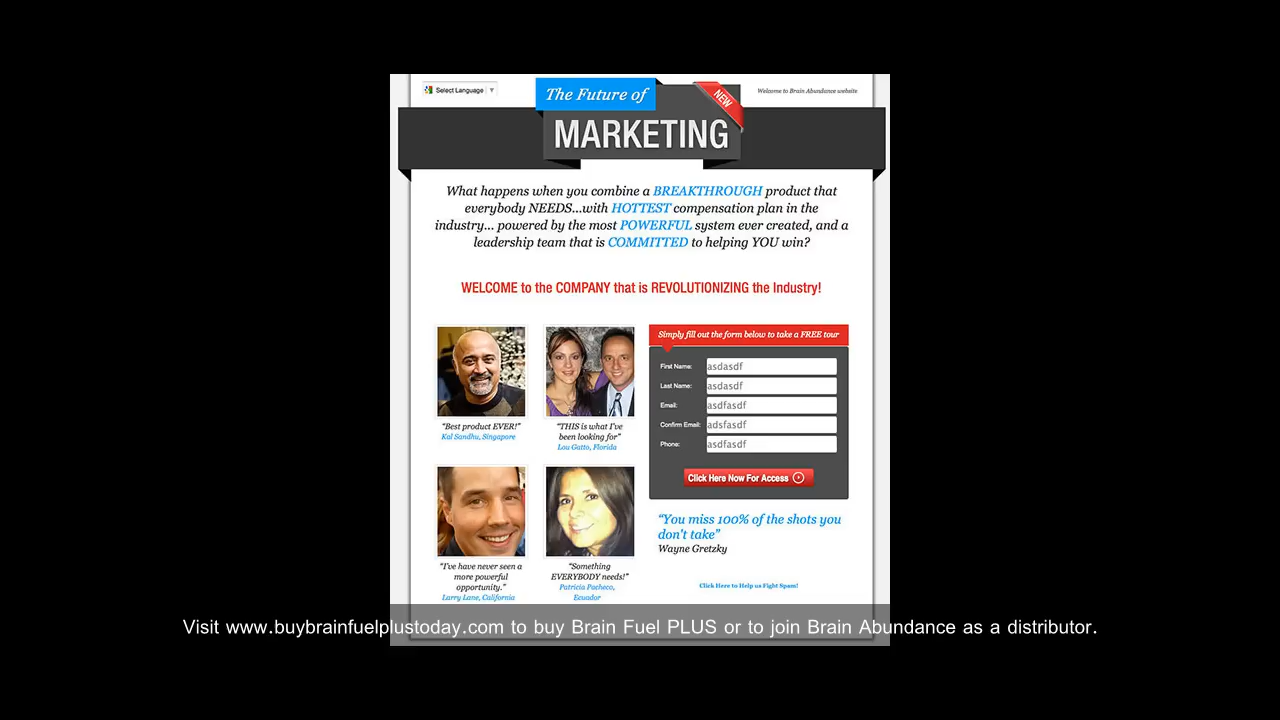 Select Language ▼
The Future of
NEW
Welcome to Brain Abundance website
MARKETING
What happens when you combine a BREAKTHROUGH product that
everybody NEEDS...with HOTTEST compensation plan in the
industry... powered by the most POWERFUL system ever created, and a
leadership team that is COMMITTED to helping YOU win?
WELCOME to the COMPANY that is REVOLUTIONIZING the Industry!
"Best product EVER!"
Kal Sandhu, Singapore
"THIS is what I've
been looking for"
Lou Gatto, Florida
"I've have never seen a
more powerful
opportunity."
Larry Lane, California
"Something
EVERYBODY needs!"
Patricia Pacheco,
Ecuador
Simply fill out the form below to take a FREE tour
First Name: asdasdf
Last Name: asdfasdf
Email: asdfasdf
Confirm Email: adsfasdf
Phone: asdfasdf
Click Here Now For Access
"You miss 100% of the shots you
don't take"
Wayne Gretzky
Click Here to Help us Fight Spam!
Visit www.buybrainfuelplustoday.com to buy Brain Fuel PLUS or to join Brain Abundance as a distributor.